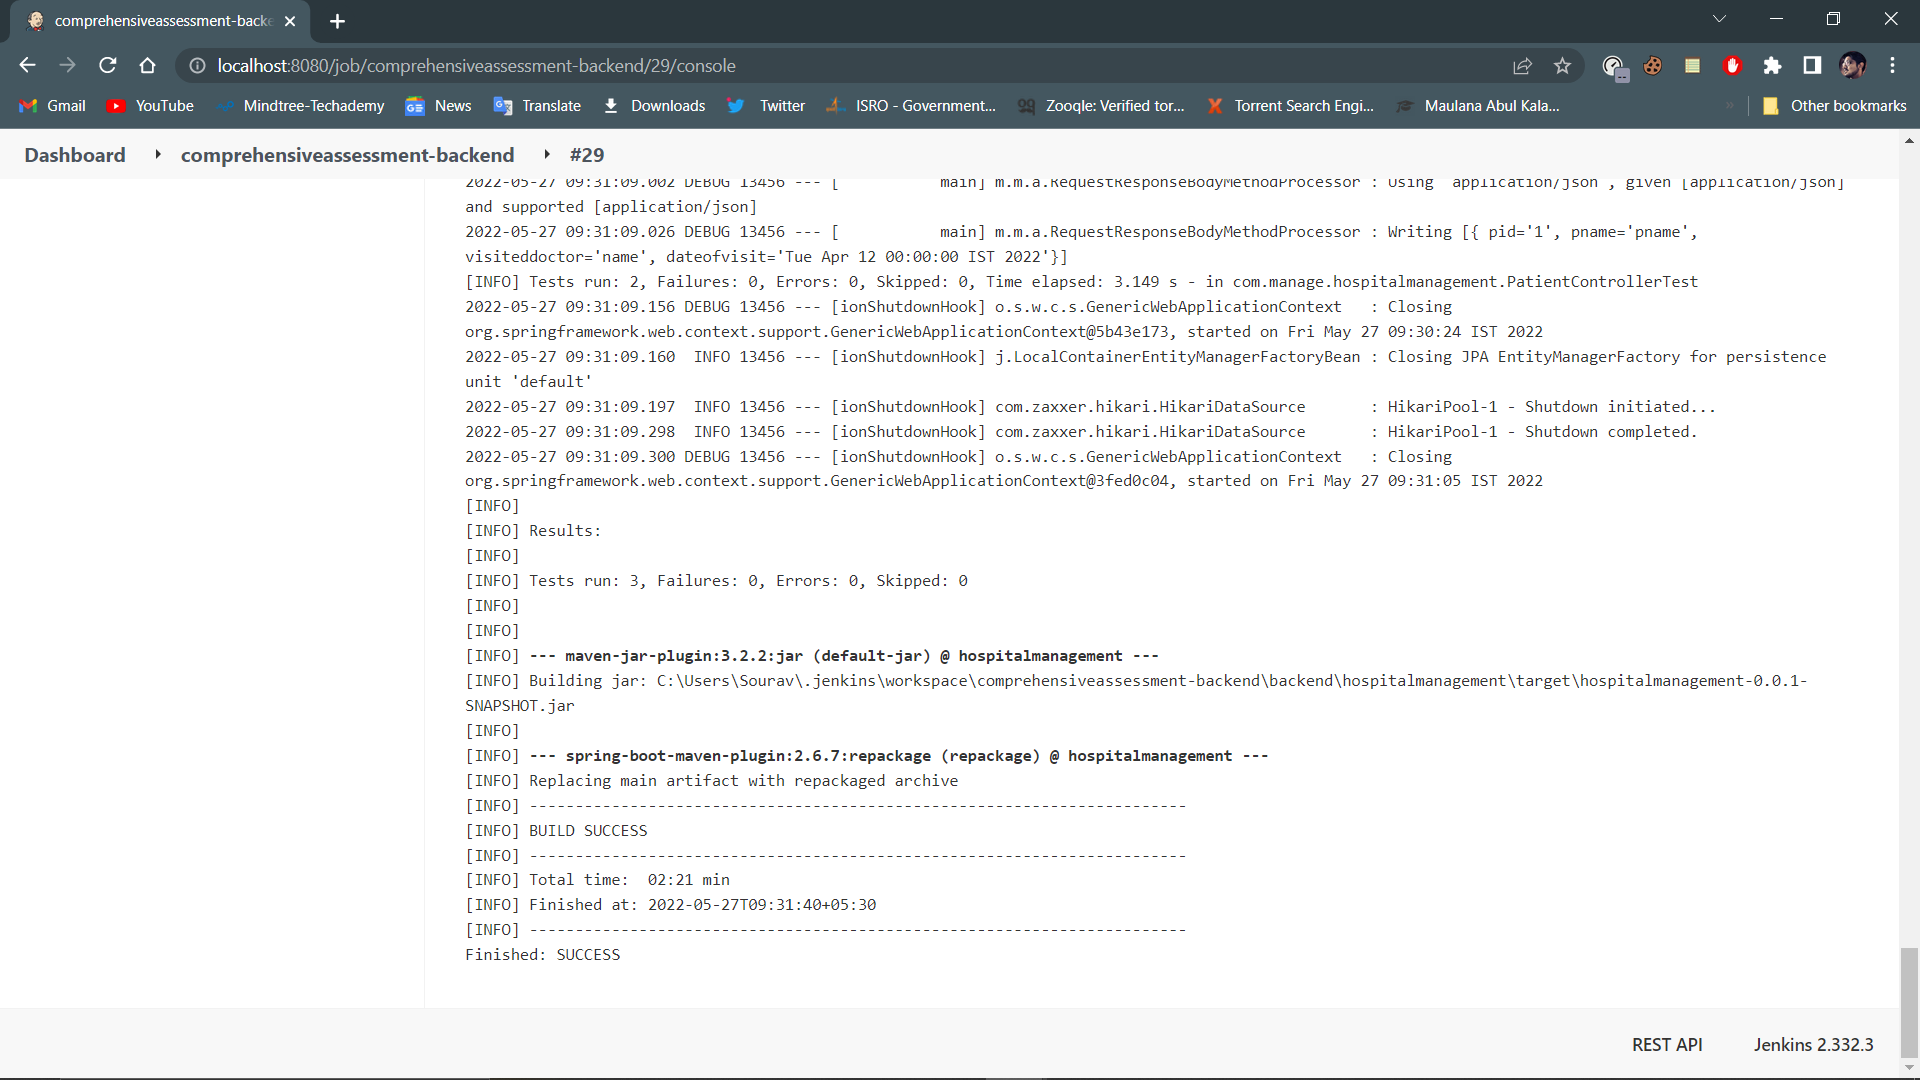 comprehensiveassessment-backe
localhost:8080/job/comprehensiveassessment-backend/29/console
Gmail YouTube Mindtree-Techademy News Translate Downloads Twitter ISRO - Government... Zooqle: Verified tor... Torrent Search Engi... Maulana Abul Kala... » Other bookmarks
Dashboard comprehensiveassessment-backend #29
2022-05-27 09:31:09.002 DEBUG 13456 --- [           main] m.m.a.RequestResponseBodyMethodProcessor : Using 'application/json', given [application/json]
and supported [application/json]
2022-05-27 09:31:09.026 DEBUG 13456 --- [           main] m.m.a.RequestResponseBodyMethodProcessor : Writing [{ pid='1', pname='pname',
visiteddoctor='name', dateofvisit='Tue Apr 12 00:00:00 IST 2022'}]
[INFO] Tests run: 2, Failures: 0, Errors: 0, Skipped: 0, Time elapsed: 3.149 s - in com.manage.hospitalmanagement.PatientControllerTest
2022-05-27 09:31:09.156 DEBUG 13456 --- [ionShutdownHook] o.s.w.c.s.GenericWebApplicationContext   : Closing
org.springframework.web.context.support.GenericWebApplicationContext@5b43e173, started on Fri May 27 09:30:24 IST 2022
2022-05-27 09:31:09.160  INFO 13456 --- [ionShutdownHook] j.LocalContainerEntityManagerFactoryBean : Closing JPA EntityManagerFactory for persistence
unit 'default'
2022-05-27 09:31:09.197  INFO 13456 --- [ionShutdownHook] com.zaxxer.hikari.HikariDataSource       : HikariPool-1 - Shutdown initiated...
2022-05-27 09:31:09.298  INFO 13456 --- [ionShutdownHook] com.zaxxer.hikari.HikariDataSource       : HikariPool-1 - Shutdown completed.
2022-05-27 09:31:09.300 DEBUG 13456 --- [ionShutdownHook] o.s.w.c.s.GenericWebApplicationContext   : Closing
org.springframework.web.context.support.GenericWebApplicationContext@3fed0c04, started on Fri May 27 09:31:05 IST 2022
[INFO]
[INFO] Results:
[INFO]
[INFO] Tests run: 3, Failures: 0, Errors: 0, Skipped: 0
[INFO]
[INFO]
[INFO] --- maven-jar-plugin:3.2.2:jar (default-jar) @ hospitalmanagement ---
[INFO] Building jar: C:\Users\Sourav\.jenkins\workspace\comprehensiveassessment-backend\backend\hospitalmanagement\target\hospitalmanagement-0.0.1-
SNAPSHOT.jar
[INFO]
[INFO] --- spring-boot-maven-plugin:2.6.7:repackage (repackage) @ hospitalmanagement ---
[INFO] Replacing main artifact with repackaged archive
[INFO] ------------------------------------------------------------------------
[INFO] BUILD SUCCESS
[INFO] ------------------------------------------------------------------------
[INFO] Total time:  02:21 min
[INFO] Finished at: 2022-05-27T09:31:40+05:30
[INFO] ------------------------------------------------------------------------
Finished: SUCCESS
REST API Jenkins 2.332.3